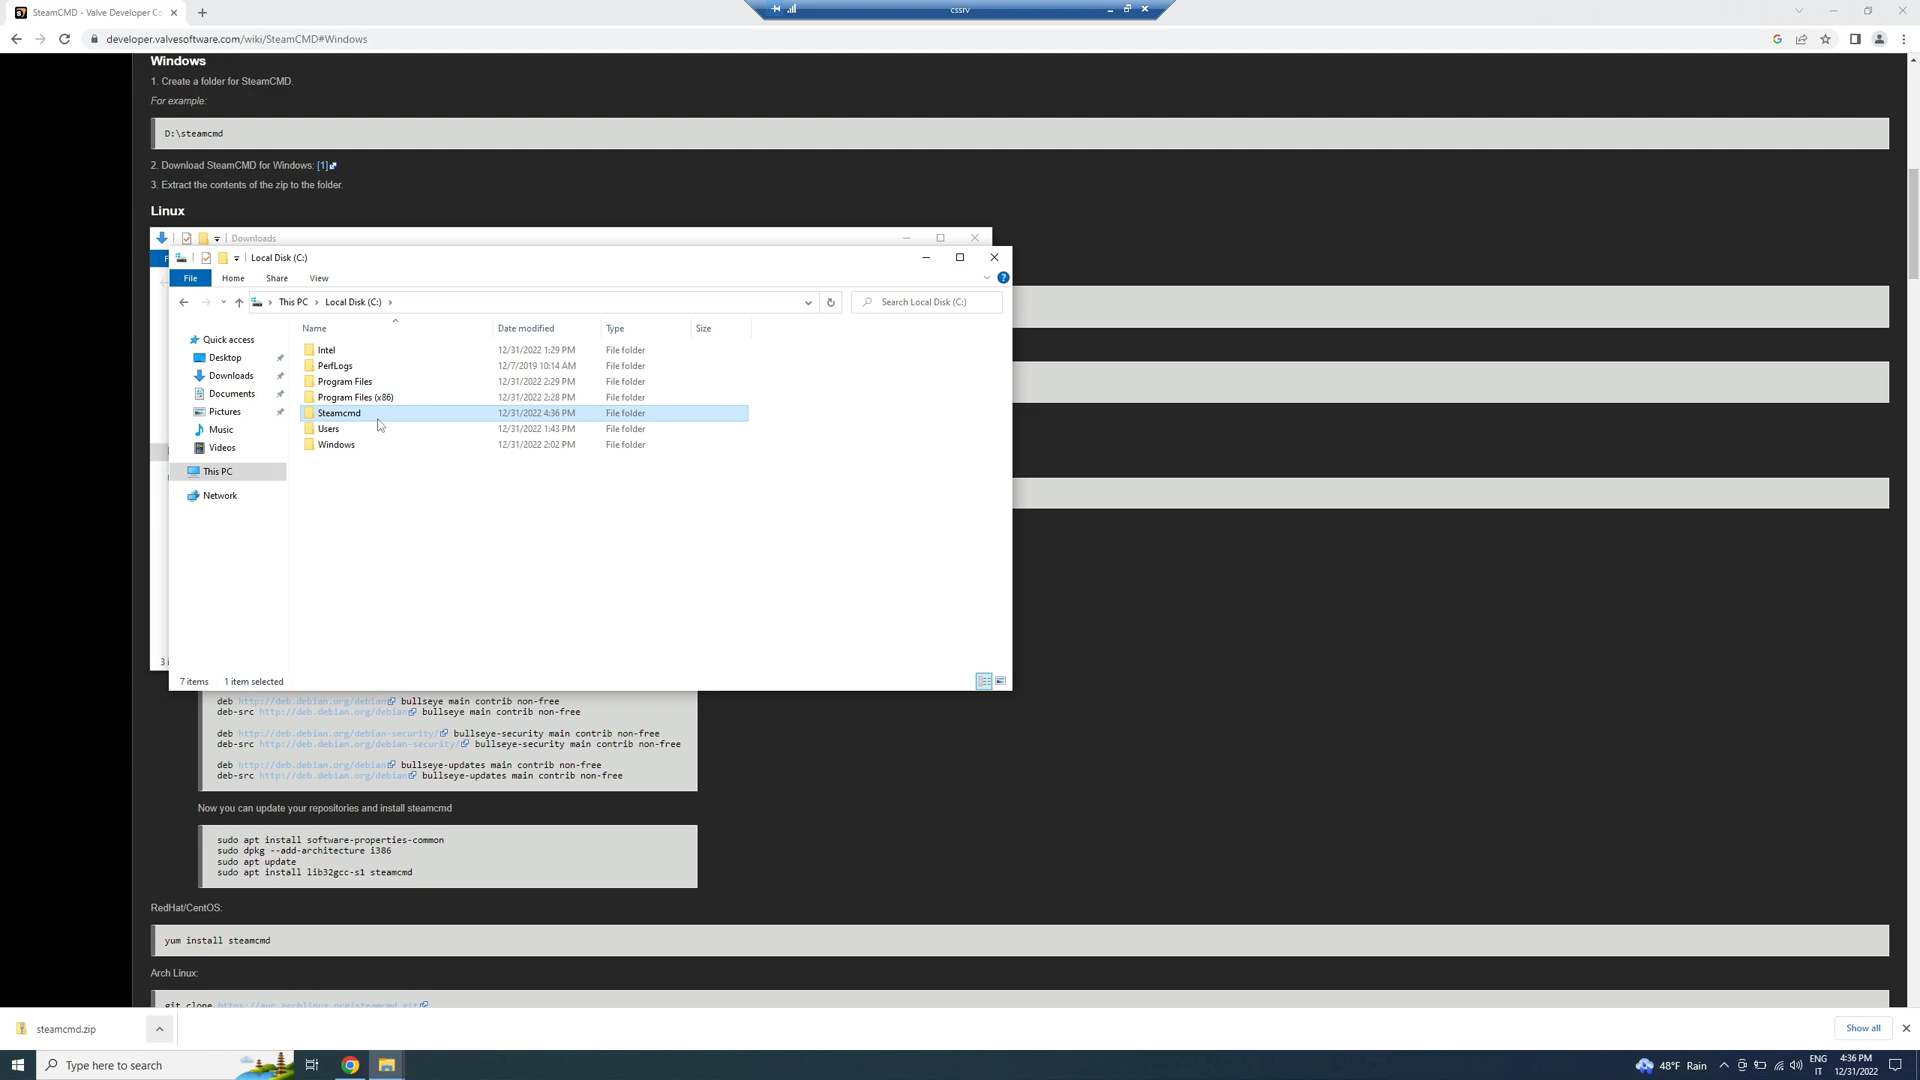 SteamCMD - Valve Developer Co
cssrv
developer.valvesoftware.com/wiki/SteamCMD#Windows
Windows
1. Create a folder for SteamCMD.
For example:
D:\steamcmd
2. Download SteamCMD for Windows: [1]
3. Extract the contents of the zip to the folder.
Linux
Downloads
Local Disk (C:)
File Home Share View
This PC > Local Disk (C:) >
Search Local Disk (C:)
Name Date modified Type Size
Quick access
Desktop
Downloads
Documents
Pictures
Music
Videos
This PC
Network
Intel 12/31/2022 1:29 PM File folder
PerfLogs 12/7/2019 10:14 AM File folder
Program Files 12/31/2022 2:29 PM File folder
Program Files (x86) 12/31/2022 2:28 PM File folder
Steamcmd 12/31/2022 4:36 PM File folder
Users 12/31/2022 1:43 PM File folder
Windows 12/31/2022 2:02 PM File folder
3 i
7 items 1 item selected
deb http://deb.debian.org/debian bullseye main contrib non-free
deb-src http://deb.debian.org/debian bullseye main contrib non-free
deb http://deb.debian.org/debian-security/ bullseye-security main contrib non-free
deb-src http://deb.debian.org/debian-security/ bullseye-security main contrib non-free
deb http://deb.debian.org/debian bullseye-updates main contrib non-free
deb-src http://deb.debian.org/debian bullseye-updates main contrib non-free
Now you can update your repositories and install steamcmd
sudo apt install software-properties-common
sudo dpkg --add-architecture i386
sudo apt update
sudo apt install lib32gcc-s1 steamcmd
RedHat/CentOS:
yum install steamcmd
Arch Linux:
git clone https://aur.archlinux.org/steamcmd.git
steamcmd.zip
Show all
Type here to search
48°F Rain
ENG
IT
4:36 PM
12/31/2022